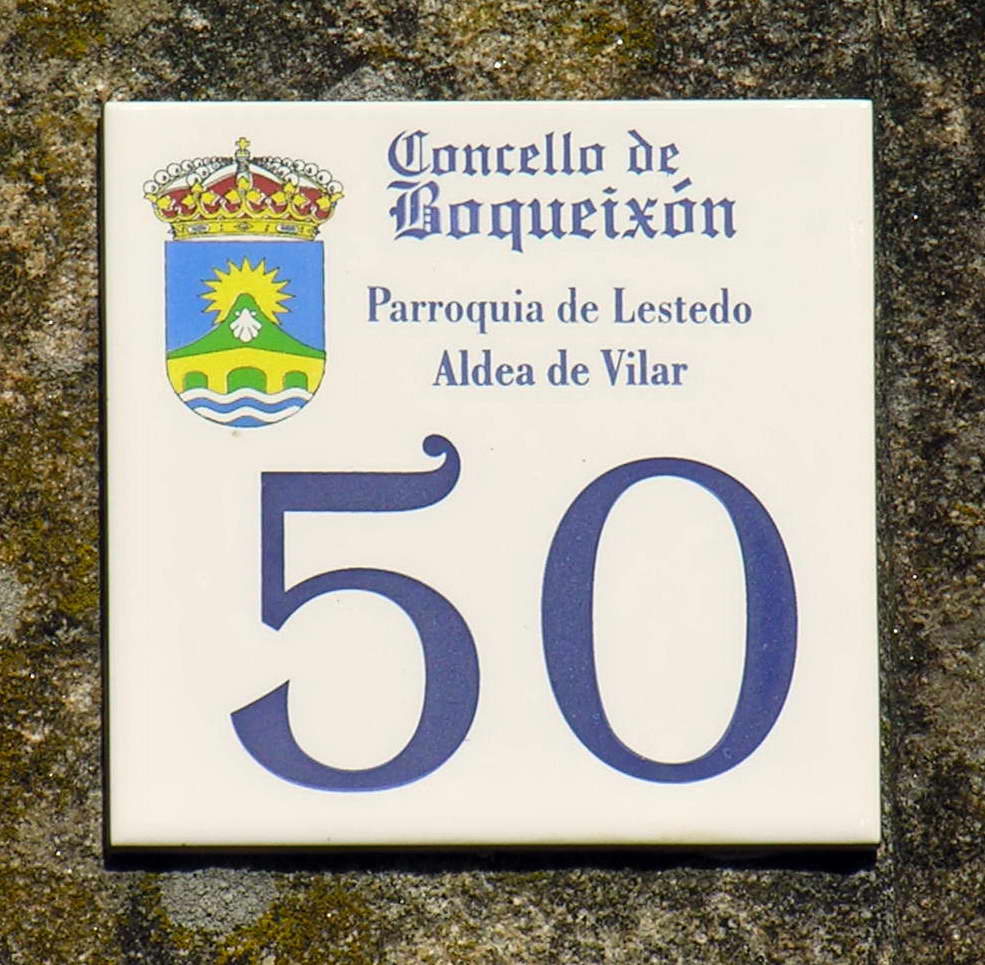 Concello de
Boqueixón
Parroquia de Lestedo
Aldea de Vilar
50